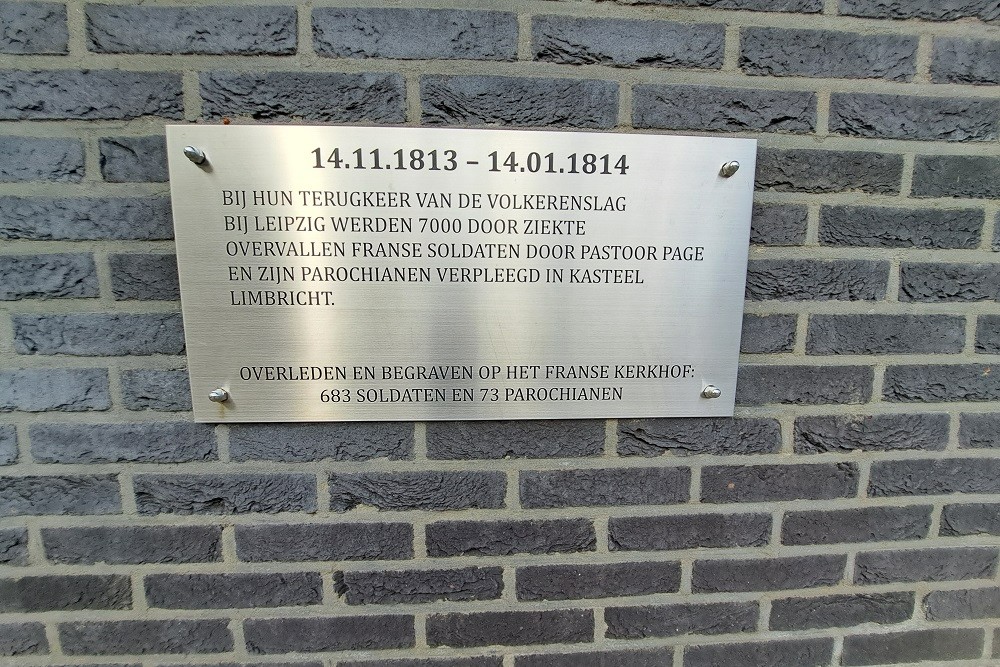 14.11.1813 – 14.01.1814
BIJ HUN TERUGKEER VAN DE VOLKERENSLAG
BIJ LEIPZIG WERDEN 7000 DOOR ZIEKTE
OVERVALLEN FRANSE SOLDATEN DOOR PASTOOR PAGE
EN ZIJN PAROCHIANEN VERPLEEGD IN KASTEEL
LIMBRICHT.
OVERLEDEN EN BEGRAVEN OP HET FRANSE KERKHOF:
683 SOLDATEN EN 73 PAROCHIANEN